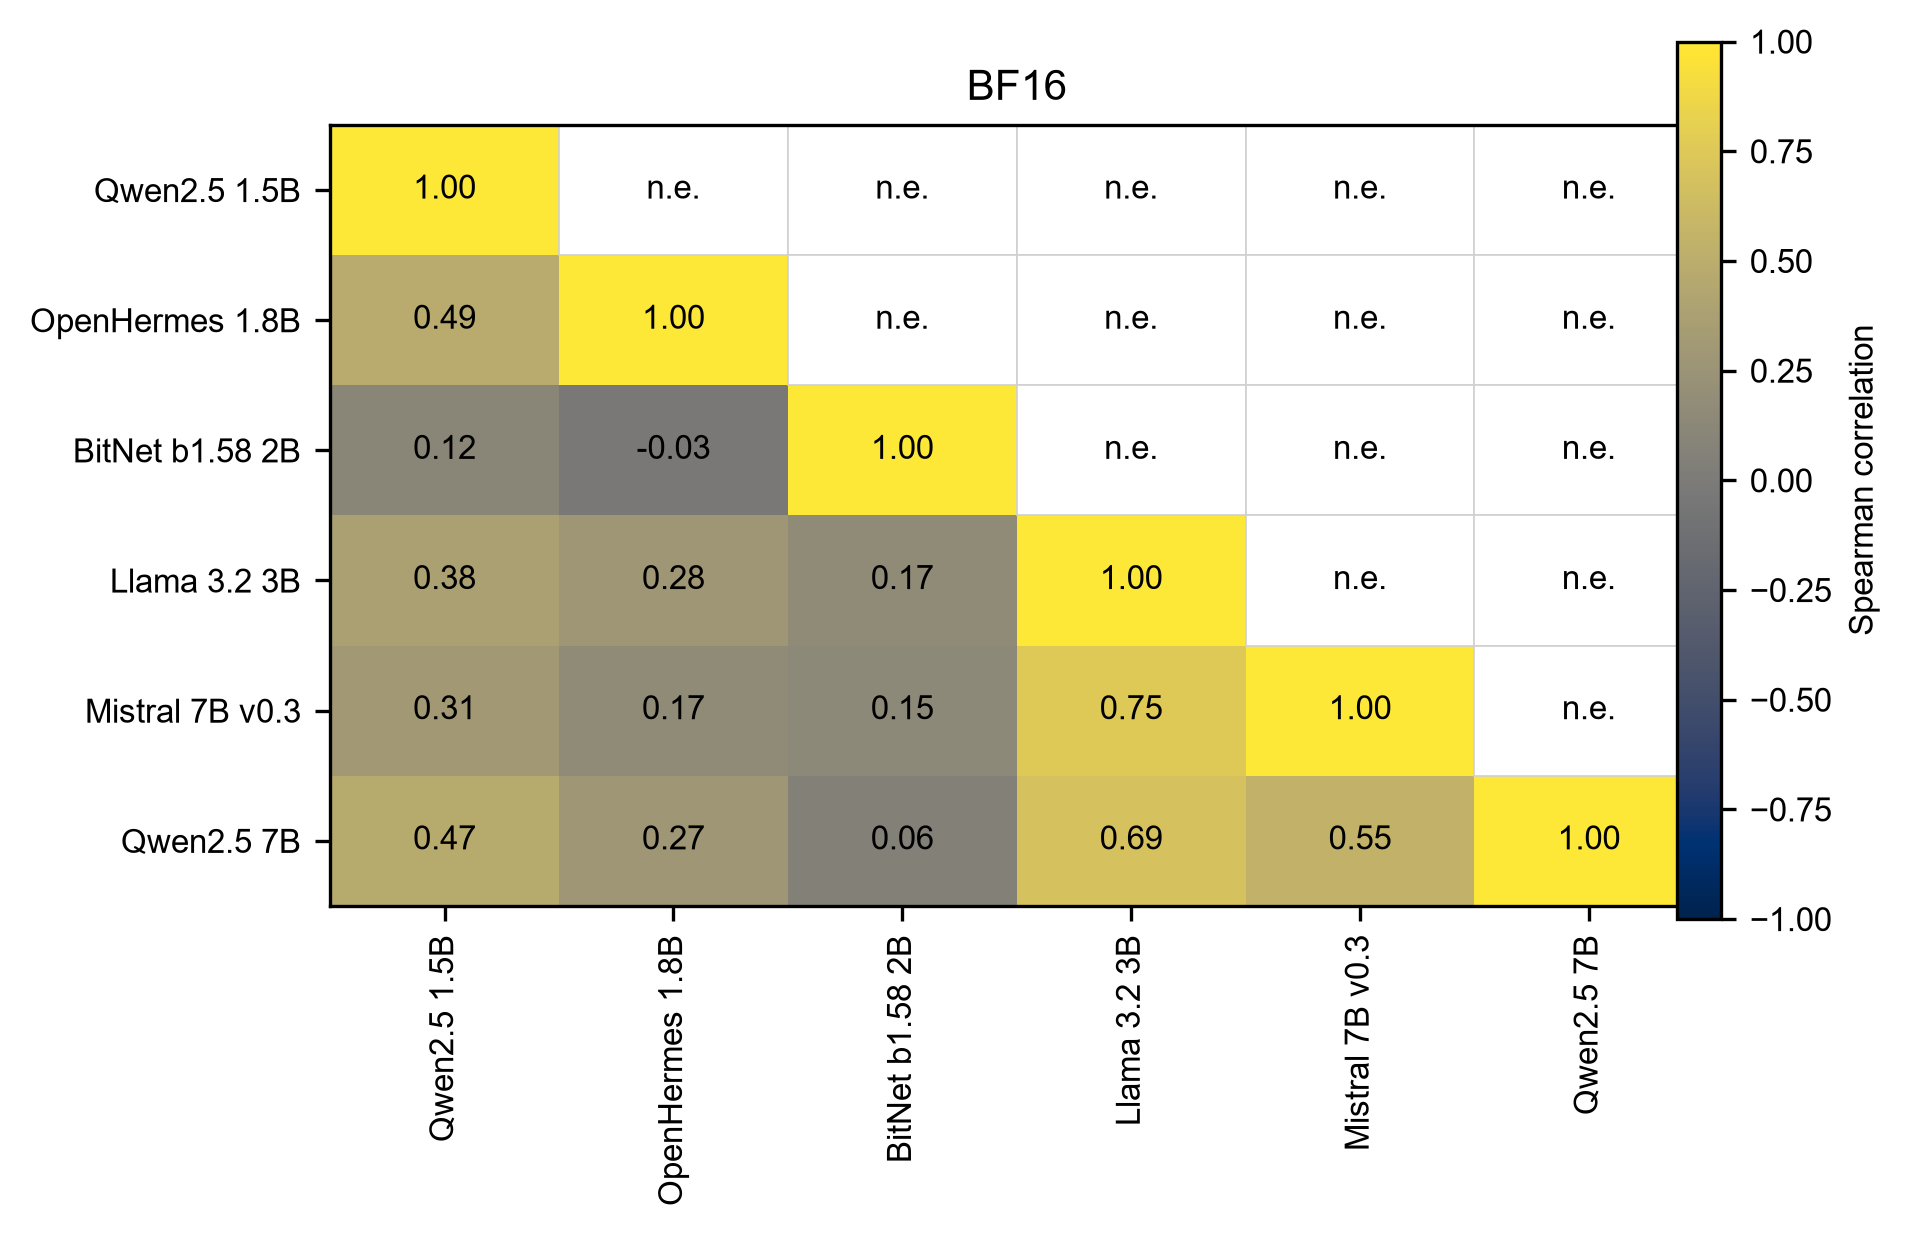 BF16
Qwen2.5 1.5B 1.00 n.e. n.e. n.e. n.e. n.e.
OpenHermes 1.8B 0.49 1.00 n.e. n.e. n.e. n.e.
BitNet b1.58 2B 0.12 -0.03 1.00 n.e. n.e. n.e.
Llama 3.2 3B 0.38 0.28 0.17 1.00 n.e. n.e.
Mistral 7B v0.3 0.31 0.17 0.15 0.75 1.00 n.e.
Qwen2.5 7B 0.47 0.27 0.06 0.69 0.55 1.00
Qwen2.5 1.5B
OpenHermes 1.8B
BitNet b1.58 2B
Llama 3.2 3B
Mistral 7B v0.3
Qwen2.5 7B
1.00
0.75
0.50
0.25
0.00
−0.25
−0.50
−0.75
−1.00
Spearman correlation